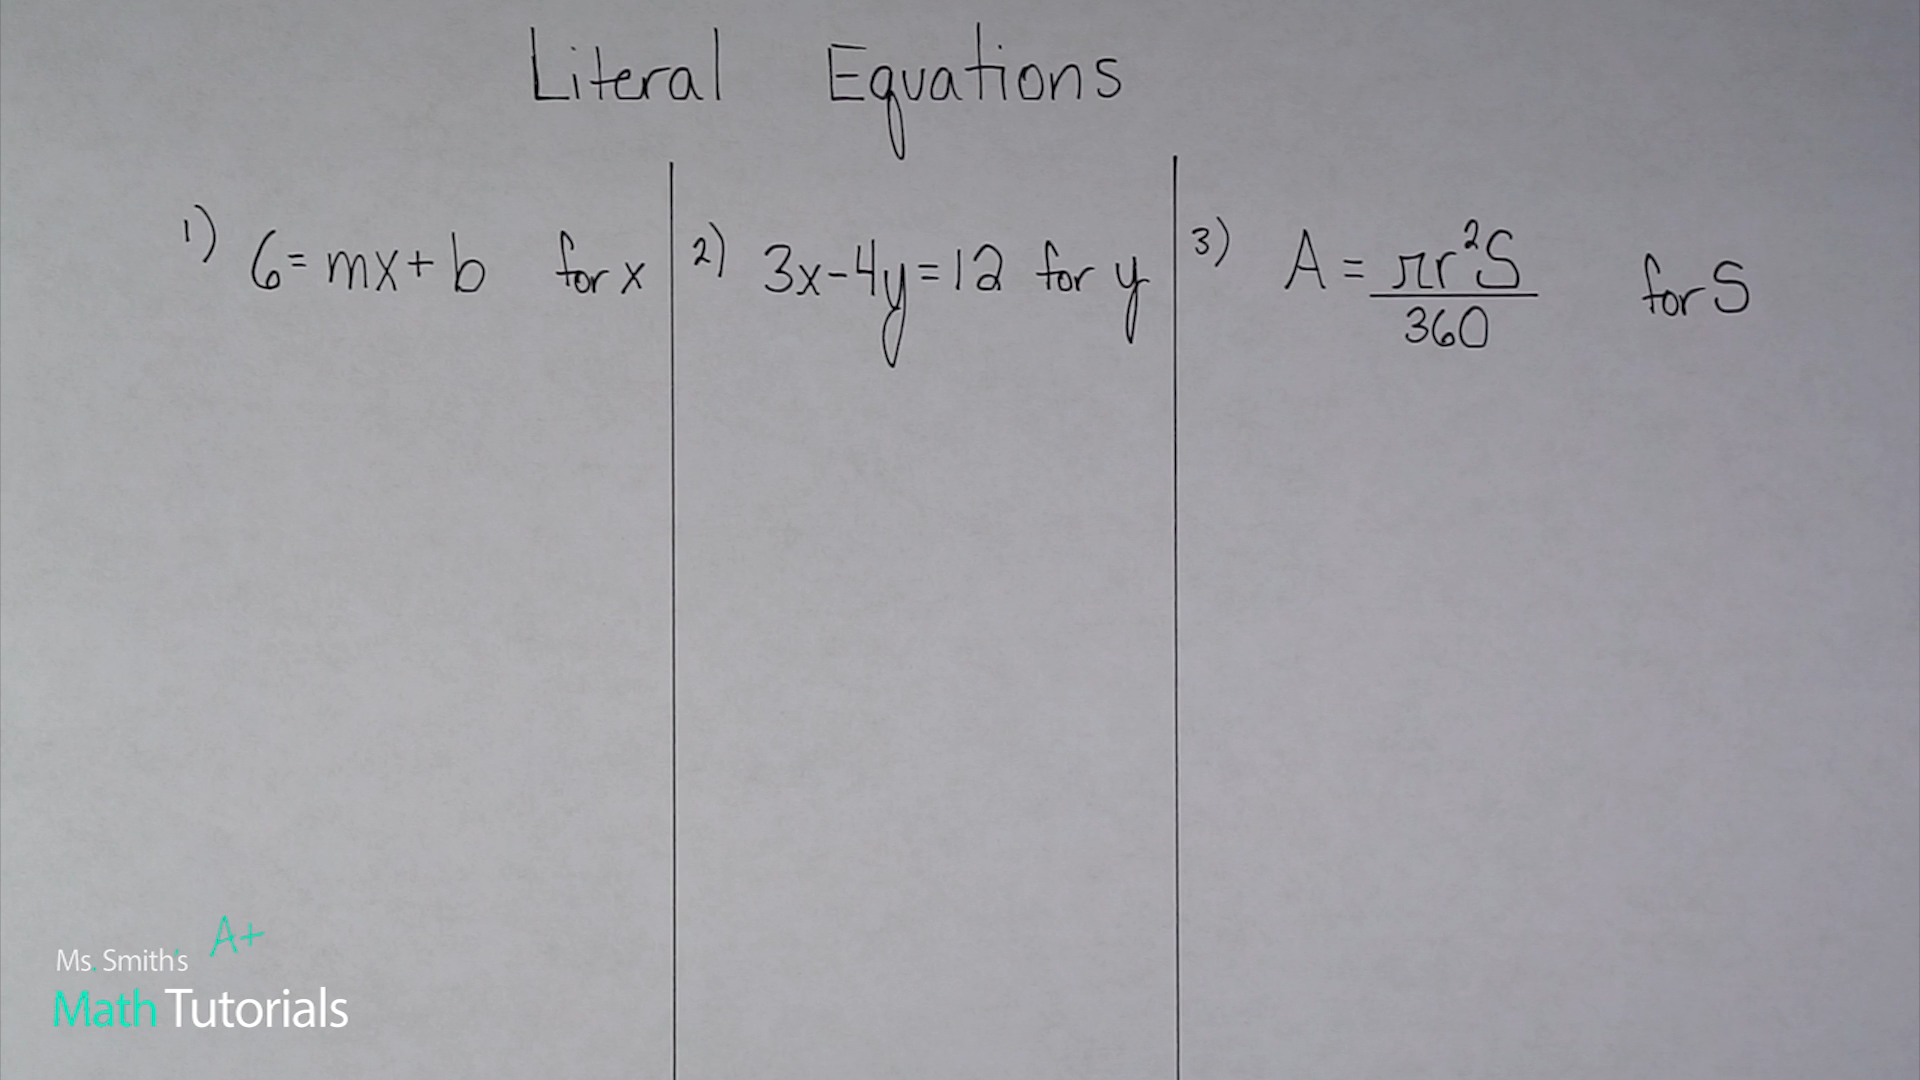 Literal Equations
1) 6 = mx + b for x
2) 3x - 4y = 12 for y
3) A = πr²S / 360 for S
A+
Ms. Smith's
Math Tutorials